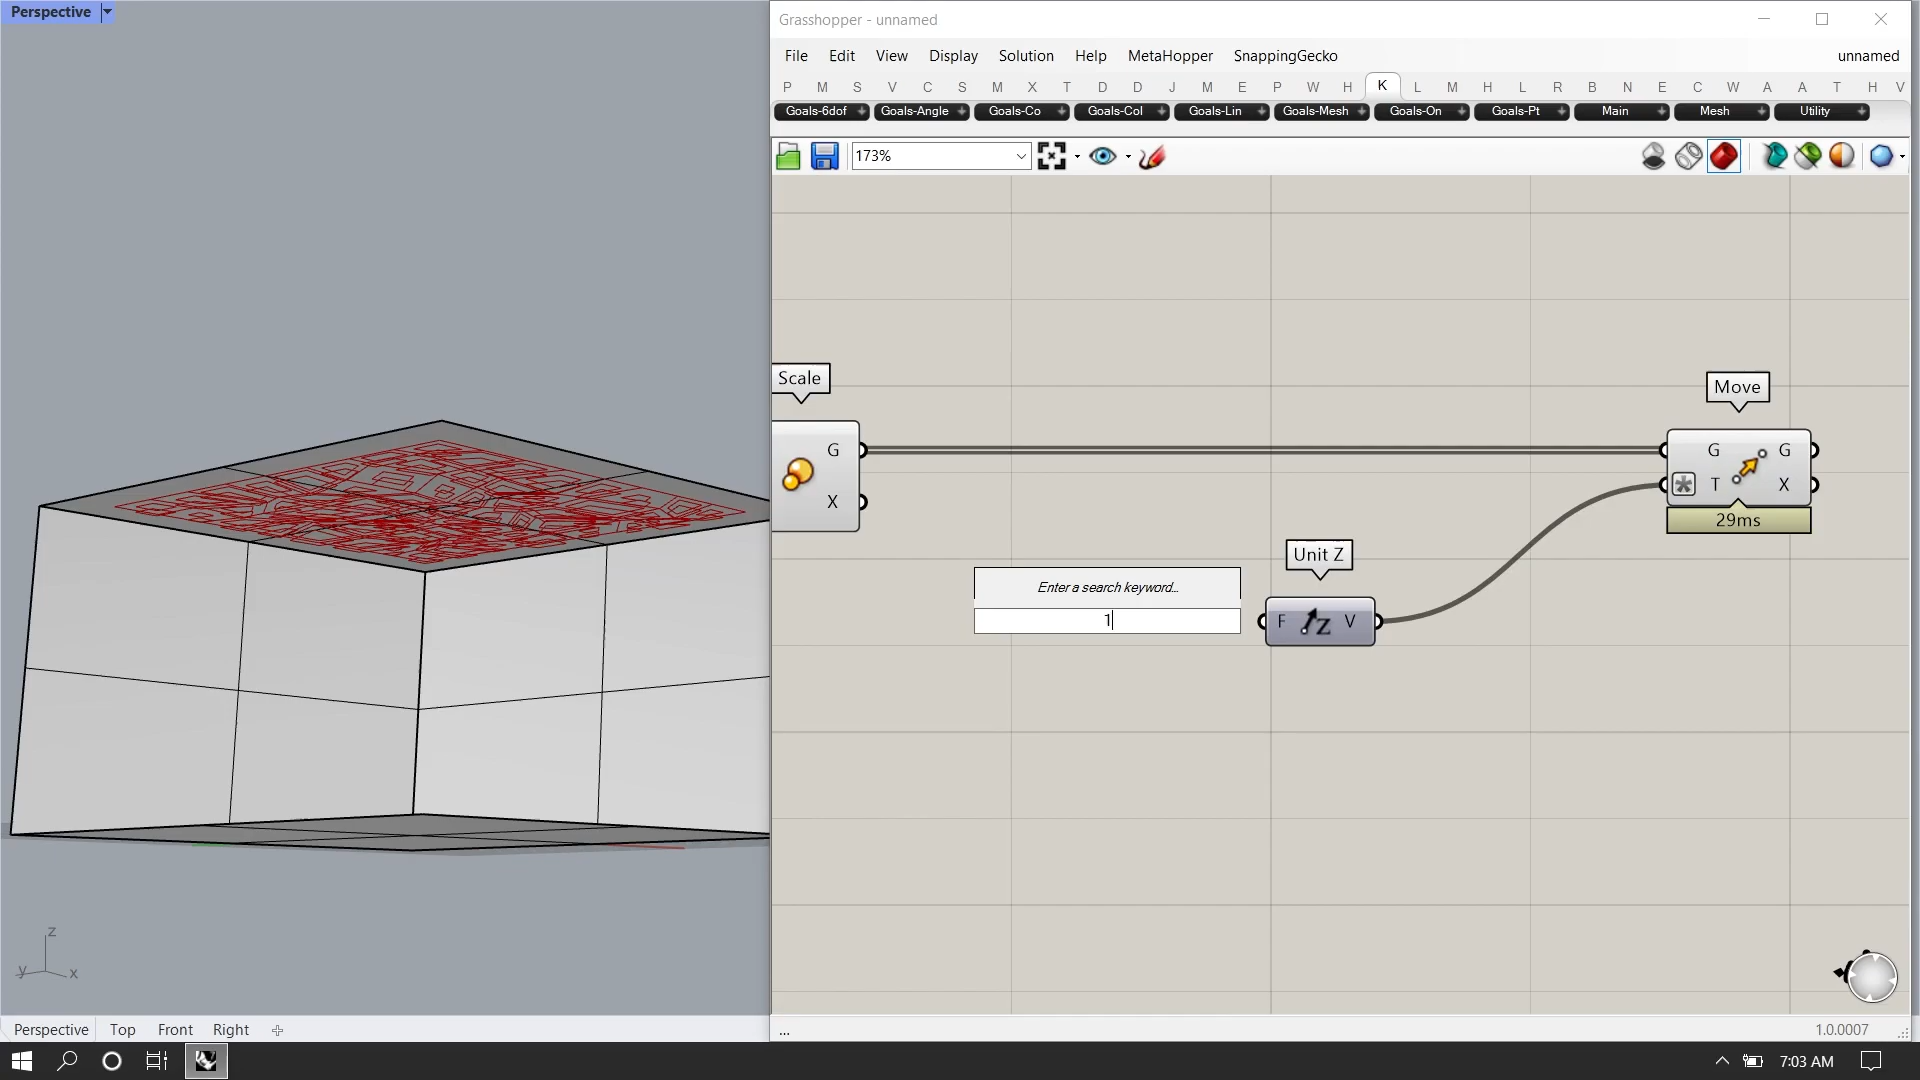 Perspective
Grasshopper - unnamed
File Edit View Display Solution Help MetaHopper SnappingGecko unnamed
P M S V C S M X T D D J M E P W H K L M H L R B N E C W A A T H V
Goals-6dof Goals-Angle Goals-Co Goals-Col Goals-Lin Goals-Mesh Goals-On Goals-Pt Main Mesh Utility
173%
Scale
G
X
Move
G G
T X
29ms
Unit Z
F Z V
Enter a search keyword...
1
z
y
x
Perspective Top Front Right
...
1.0.0007
7:03 AM